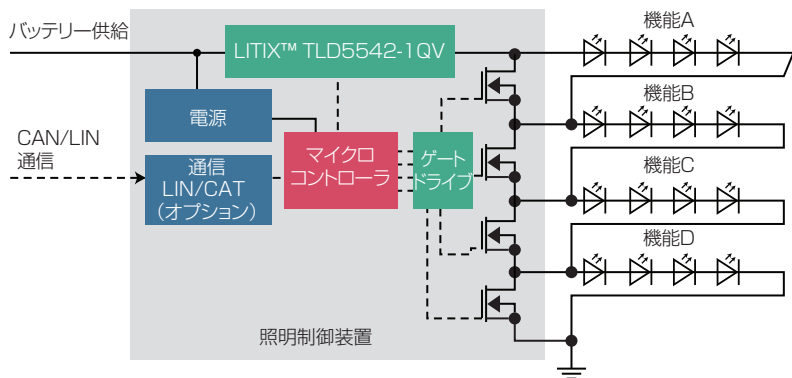 バッテリー供給
LITIX™ TLD5542-1QV
機能A
電源
機能B
CAN/LIN
通信
マイクロ
コントローラ
ゲート
ドライブ
通信
LIN/CAT
(オプション)
機能C
機能D
照明制御装置